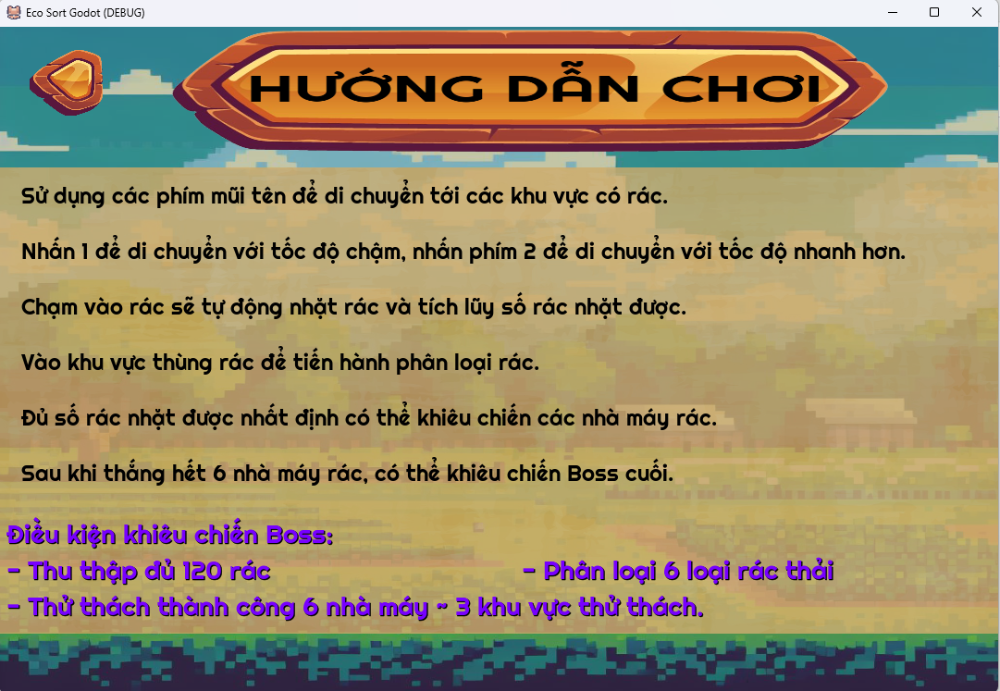 Eco Sort Godot (DEBUG)
HƯỚNG DẪN CHƠI
Sử dụng các phím mũi tên để di chuyển tới các khu vực có rác.
Nhấn 1 để di chuyển với tốc độ chậm, nhấn phím 2 để di chuyển với tốc độ nhanh hơn.
Chạm vào rác sẽ tự động nhặt rác và tích lũy số rác nhặt được.
Vào khu vực thùng rác để tiến hành phân loại rác.
Đủ số rác nhặt được nhất định có thể khiêu chiến các nhà máy rác.
Sau khi thắng hết 6 nhà máy rác, có thể khiêu chiến Boss cuối.
Điều kiện khiêu chiến Boss:
- Thu thập đủ 120 rác - Phân loại 6 loại rác thải
- Thử thách thành công 6 nhà máy ~ 3 khu vực thử thách.